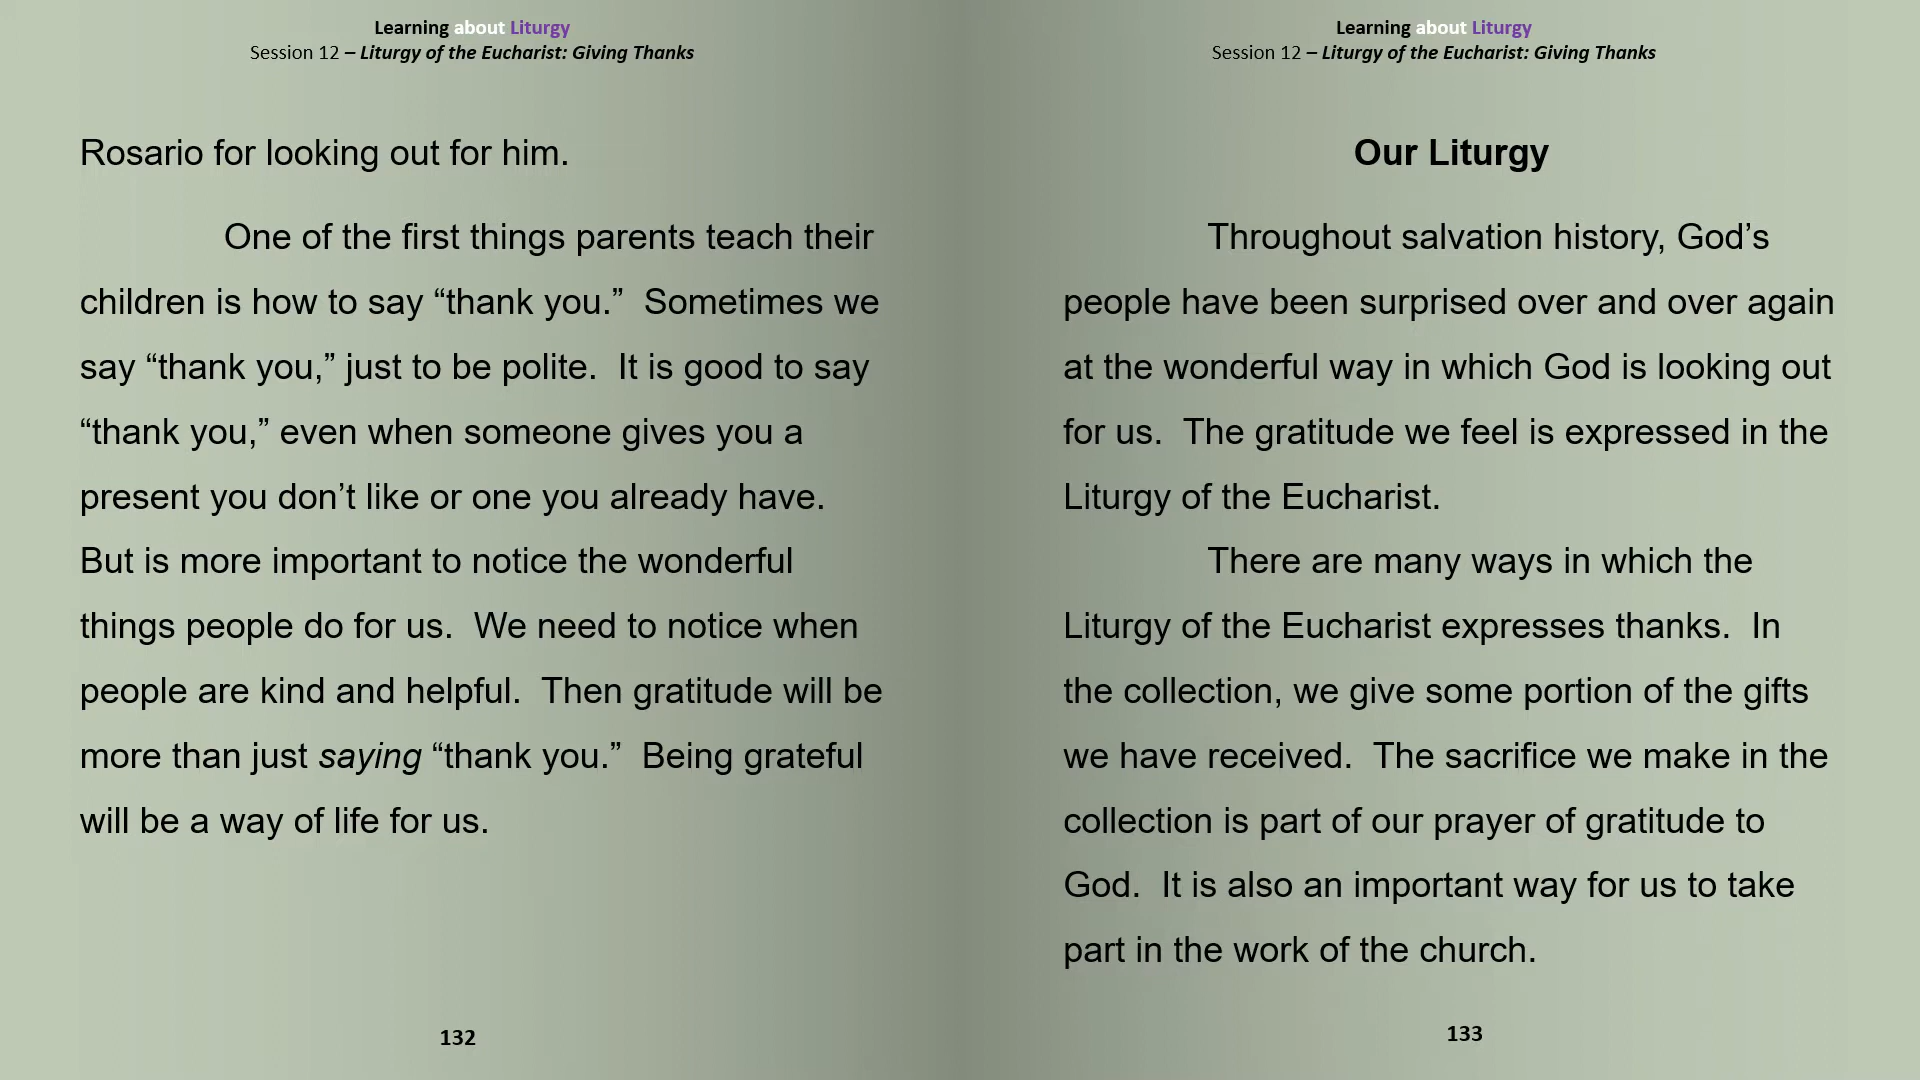 Learning about Liturgy
Session 12 – Liturgy of the Eucharist: Giving Thanks
Rosario for looking out for him.
One of the first things parents teach their
children is how to say “thank you.”  Sometimes we
say “thank you,” just to be polite.  It is good to say
“thank you,” even when someone gives you a
present you don’t like or one you already have.
But is more important to notice the wonderful
things people do for us.  We need to notice when
people are kind and helpful.  Then gratitude will be
more than just saying “thank you.”  Being grateful
will be a way of life for us.
132
Learning about Liturgy
Session 12 – Liturgy of the Eucharist: Giving Thanks
Our Liturgy
Throughout salvation history, God’s
people have been surprised over and over again
at the wonderful way in which God is looking out
for us.  The gratitude we feel is expressed in the
Liturgy of the Eucharist.
There are many ways in which the
Liturgy of the Eucharist expresses thanks.  In
the collection, we give some portion of the gifts
we have received.  The sacrifice we make in the
collection is part of our prayer of gratitude to
God.  It is also an important way for us to take
part in the work of the church.
133